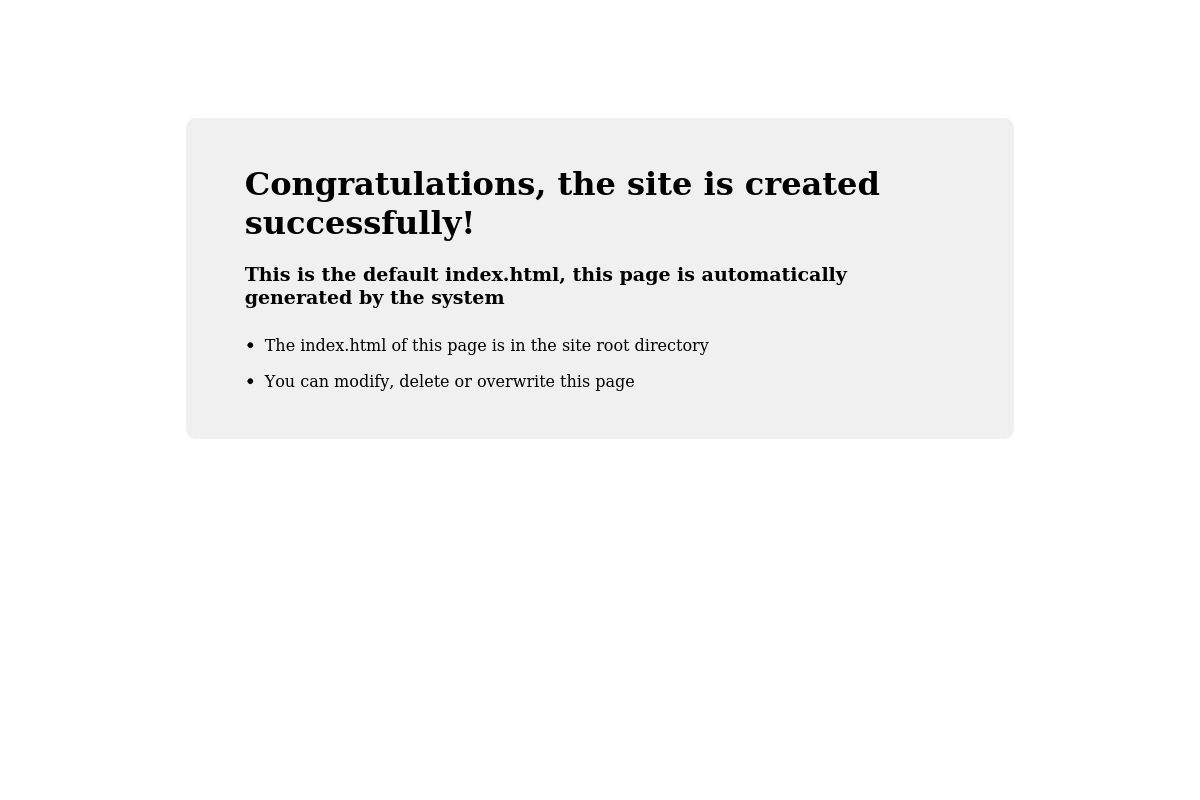 Congratulations, the site is created
successfully!
This is the default index.html, this page is automatically
generated by the system
• The index.html of this page is in the site root directory
• You can modify, delete or overwrite this page